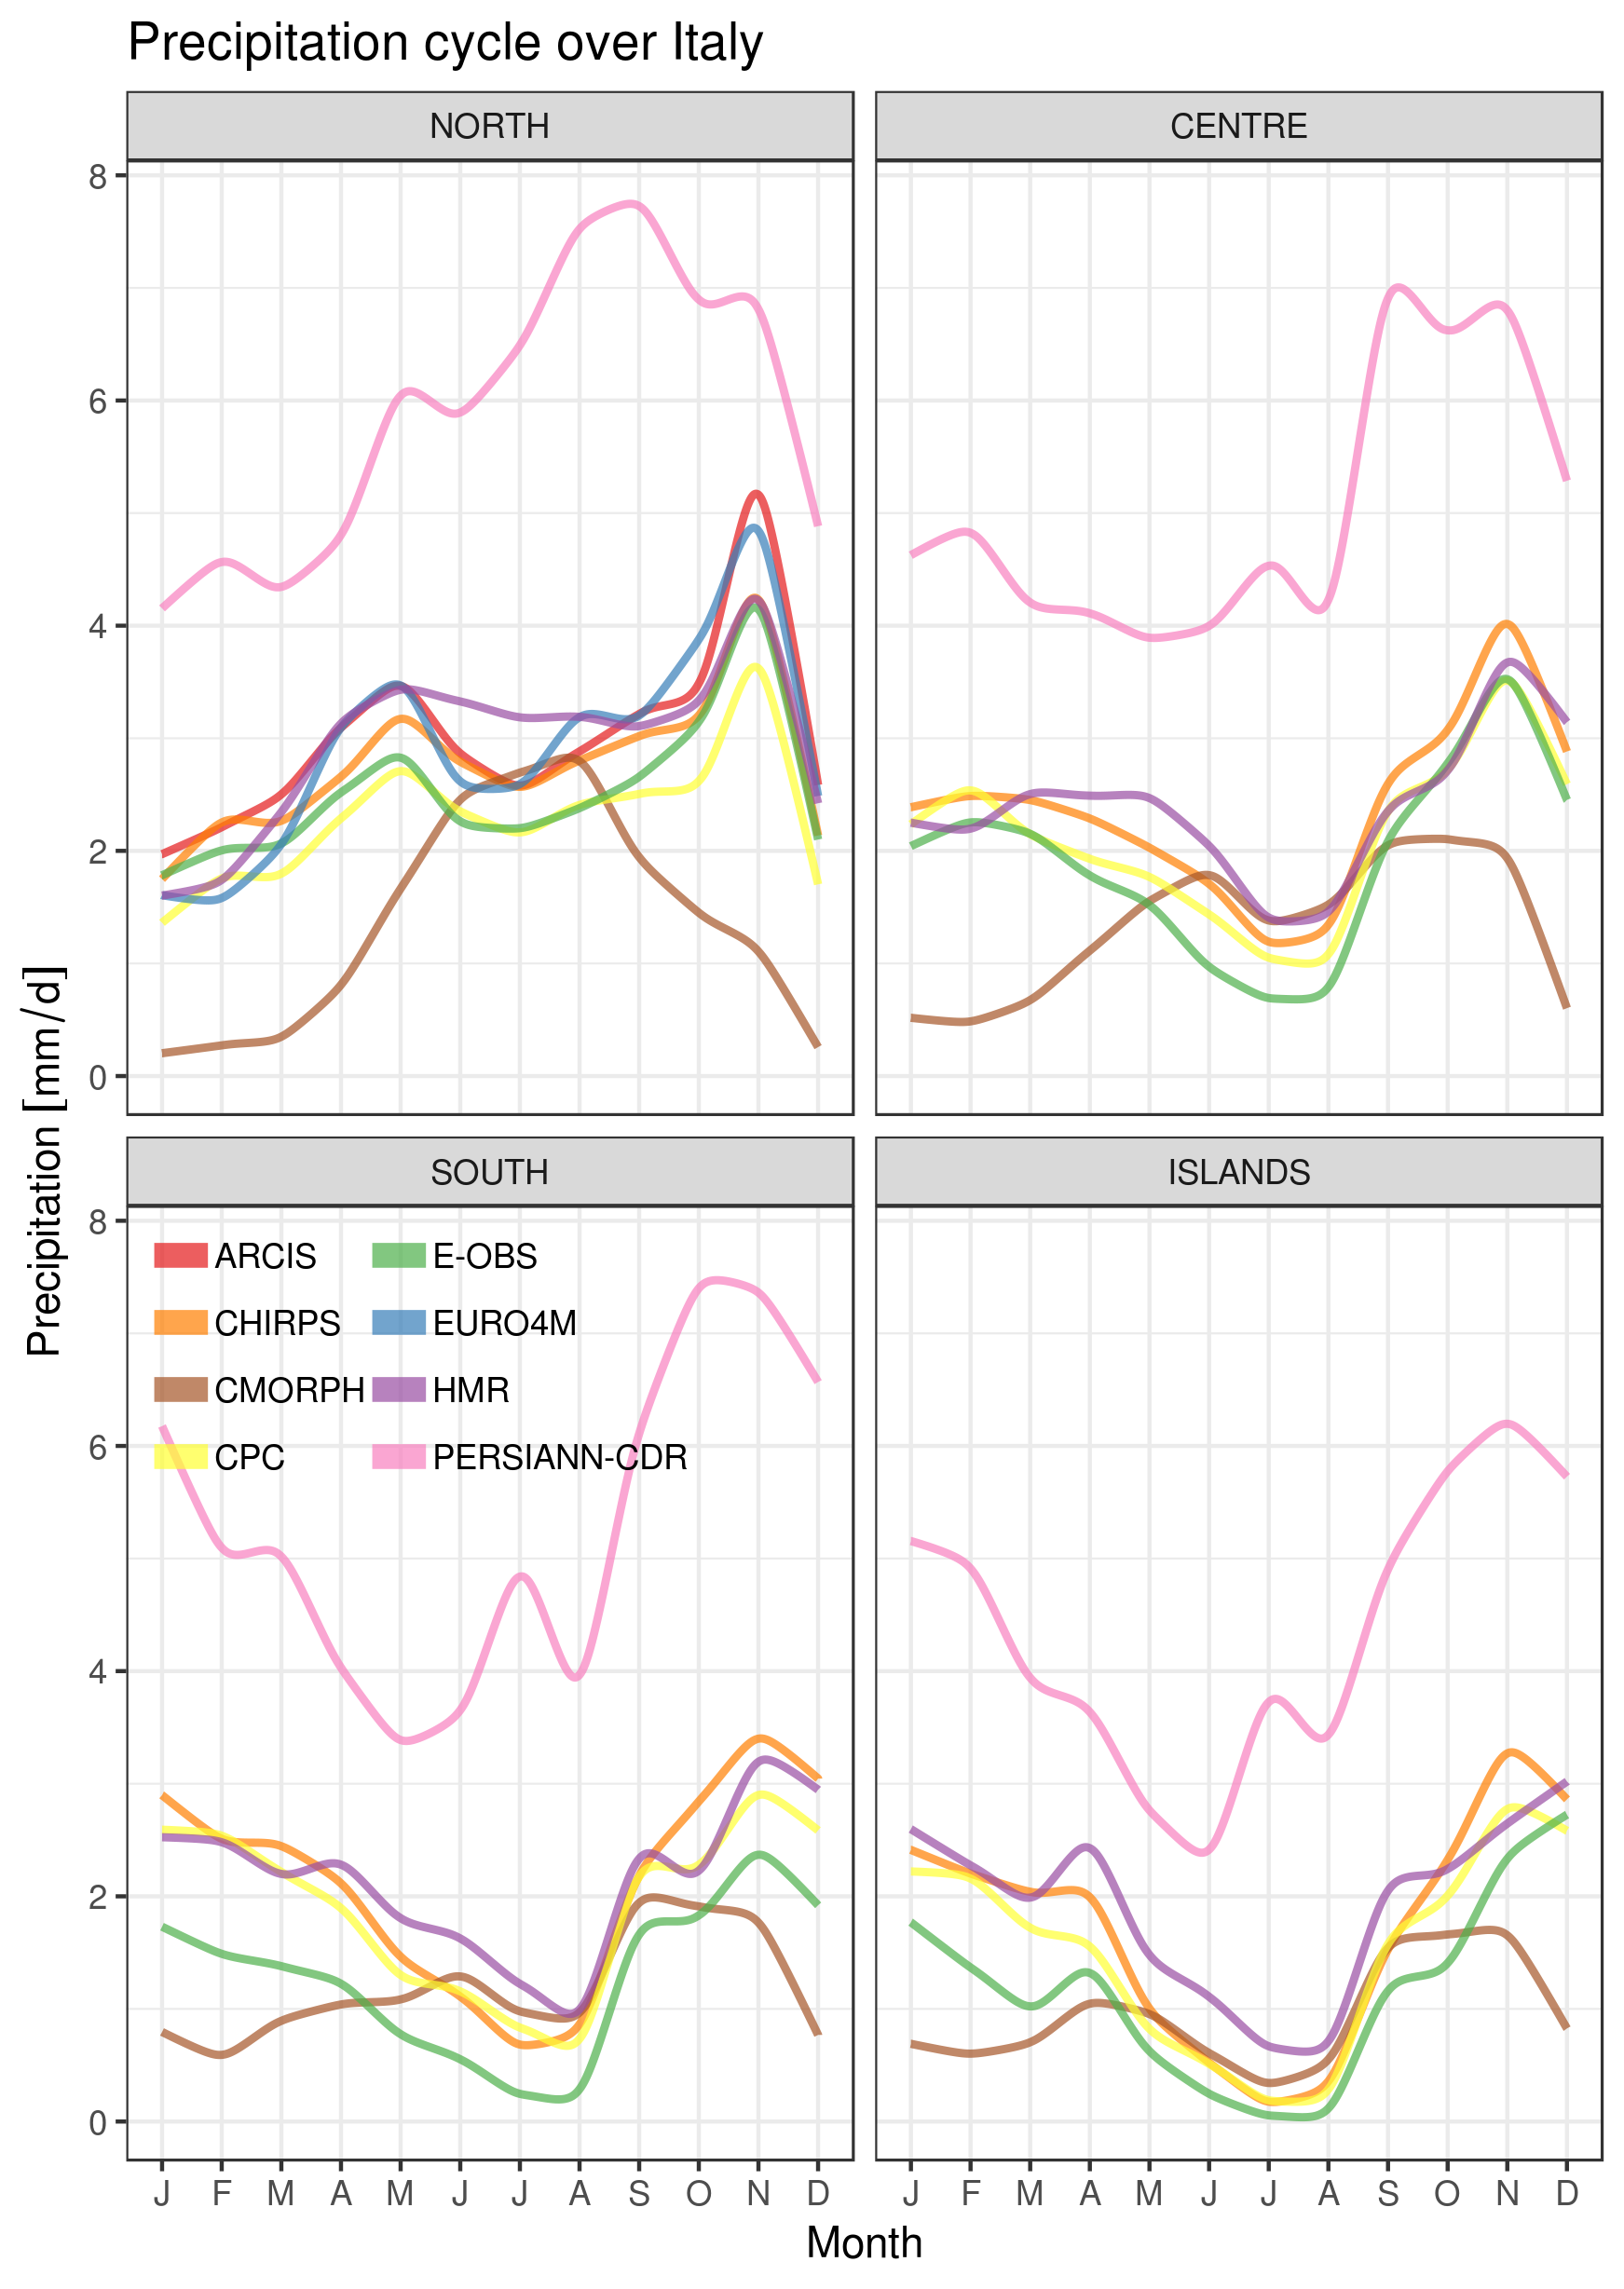 Precipitation cycle over Italy
NORTH
CENTRE
8
6
4
2
0
Precipitation [mm/d]
SOUTH
ISLANDS
8
6
4
2
0
ARCIS
E-OBS
CHIRPS
EURO4M
CMORPH
HMR
CPC
PERSIANN-CDR
J F M A M J J A S O N D
J F M A M J J A S O N D
Month